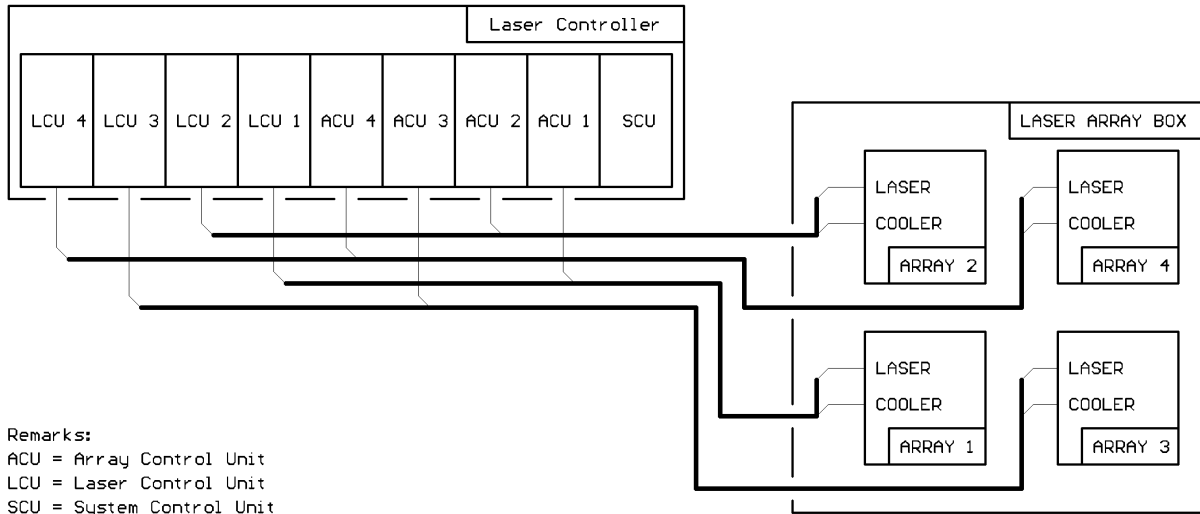 Laser Controller
LCU 4 LCU 3 LCU 2 LCU 1 ACU 4 ACU 3 ACU 2 ACU 1 SCU
LASER ARRAY BOX
LASER
COOLER
ARRAY 2
LASER
COOLER
ARRAY 4
LASER
COOLER
ARRAY 1
LASER
COOLER
ARRAY 3
Remarks:
ACU = Array Control Unit
LCU = Laser Control Unit
SCU = System Control Unit